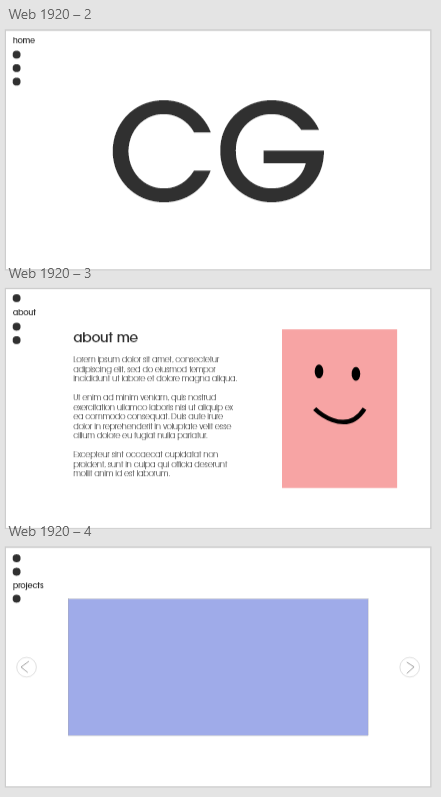 Web 1920 – 2
home
CG
Web 1920 – 3
about
about me
Lorem ipsum dolor sit amet, consectetur
adipiscing elit, sed do eiusmod tempor
incididunt ut labore et dolore magna aliqua.
Ut enim ad minim veniam, quis nostrud
exercitation ullamco laboris nisi ut aliquip ex
ea commodo consequat. Duis aute irure
dolor in reprehenderit in voluptate velit esse
cillum dolore eu fugiat nulla pariatur.
Excepteur sint occaecat cupidatat non
proident, sunt in culpa qui officia deserunt
mollit anim id est laborum.
Web 1920 – 4
projects